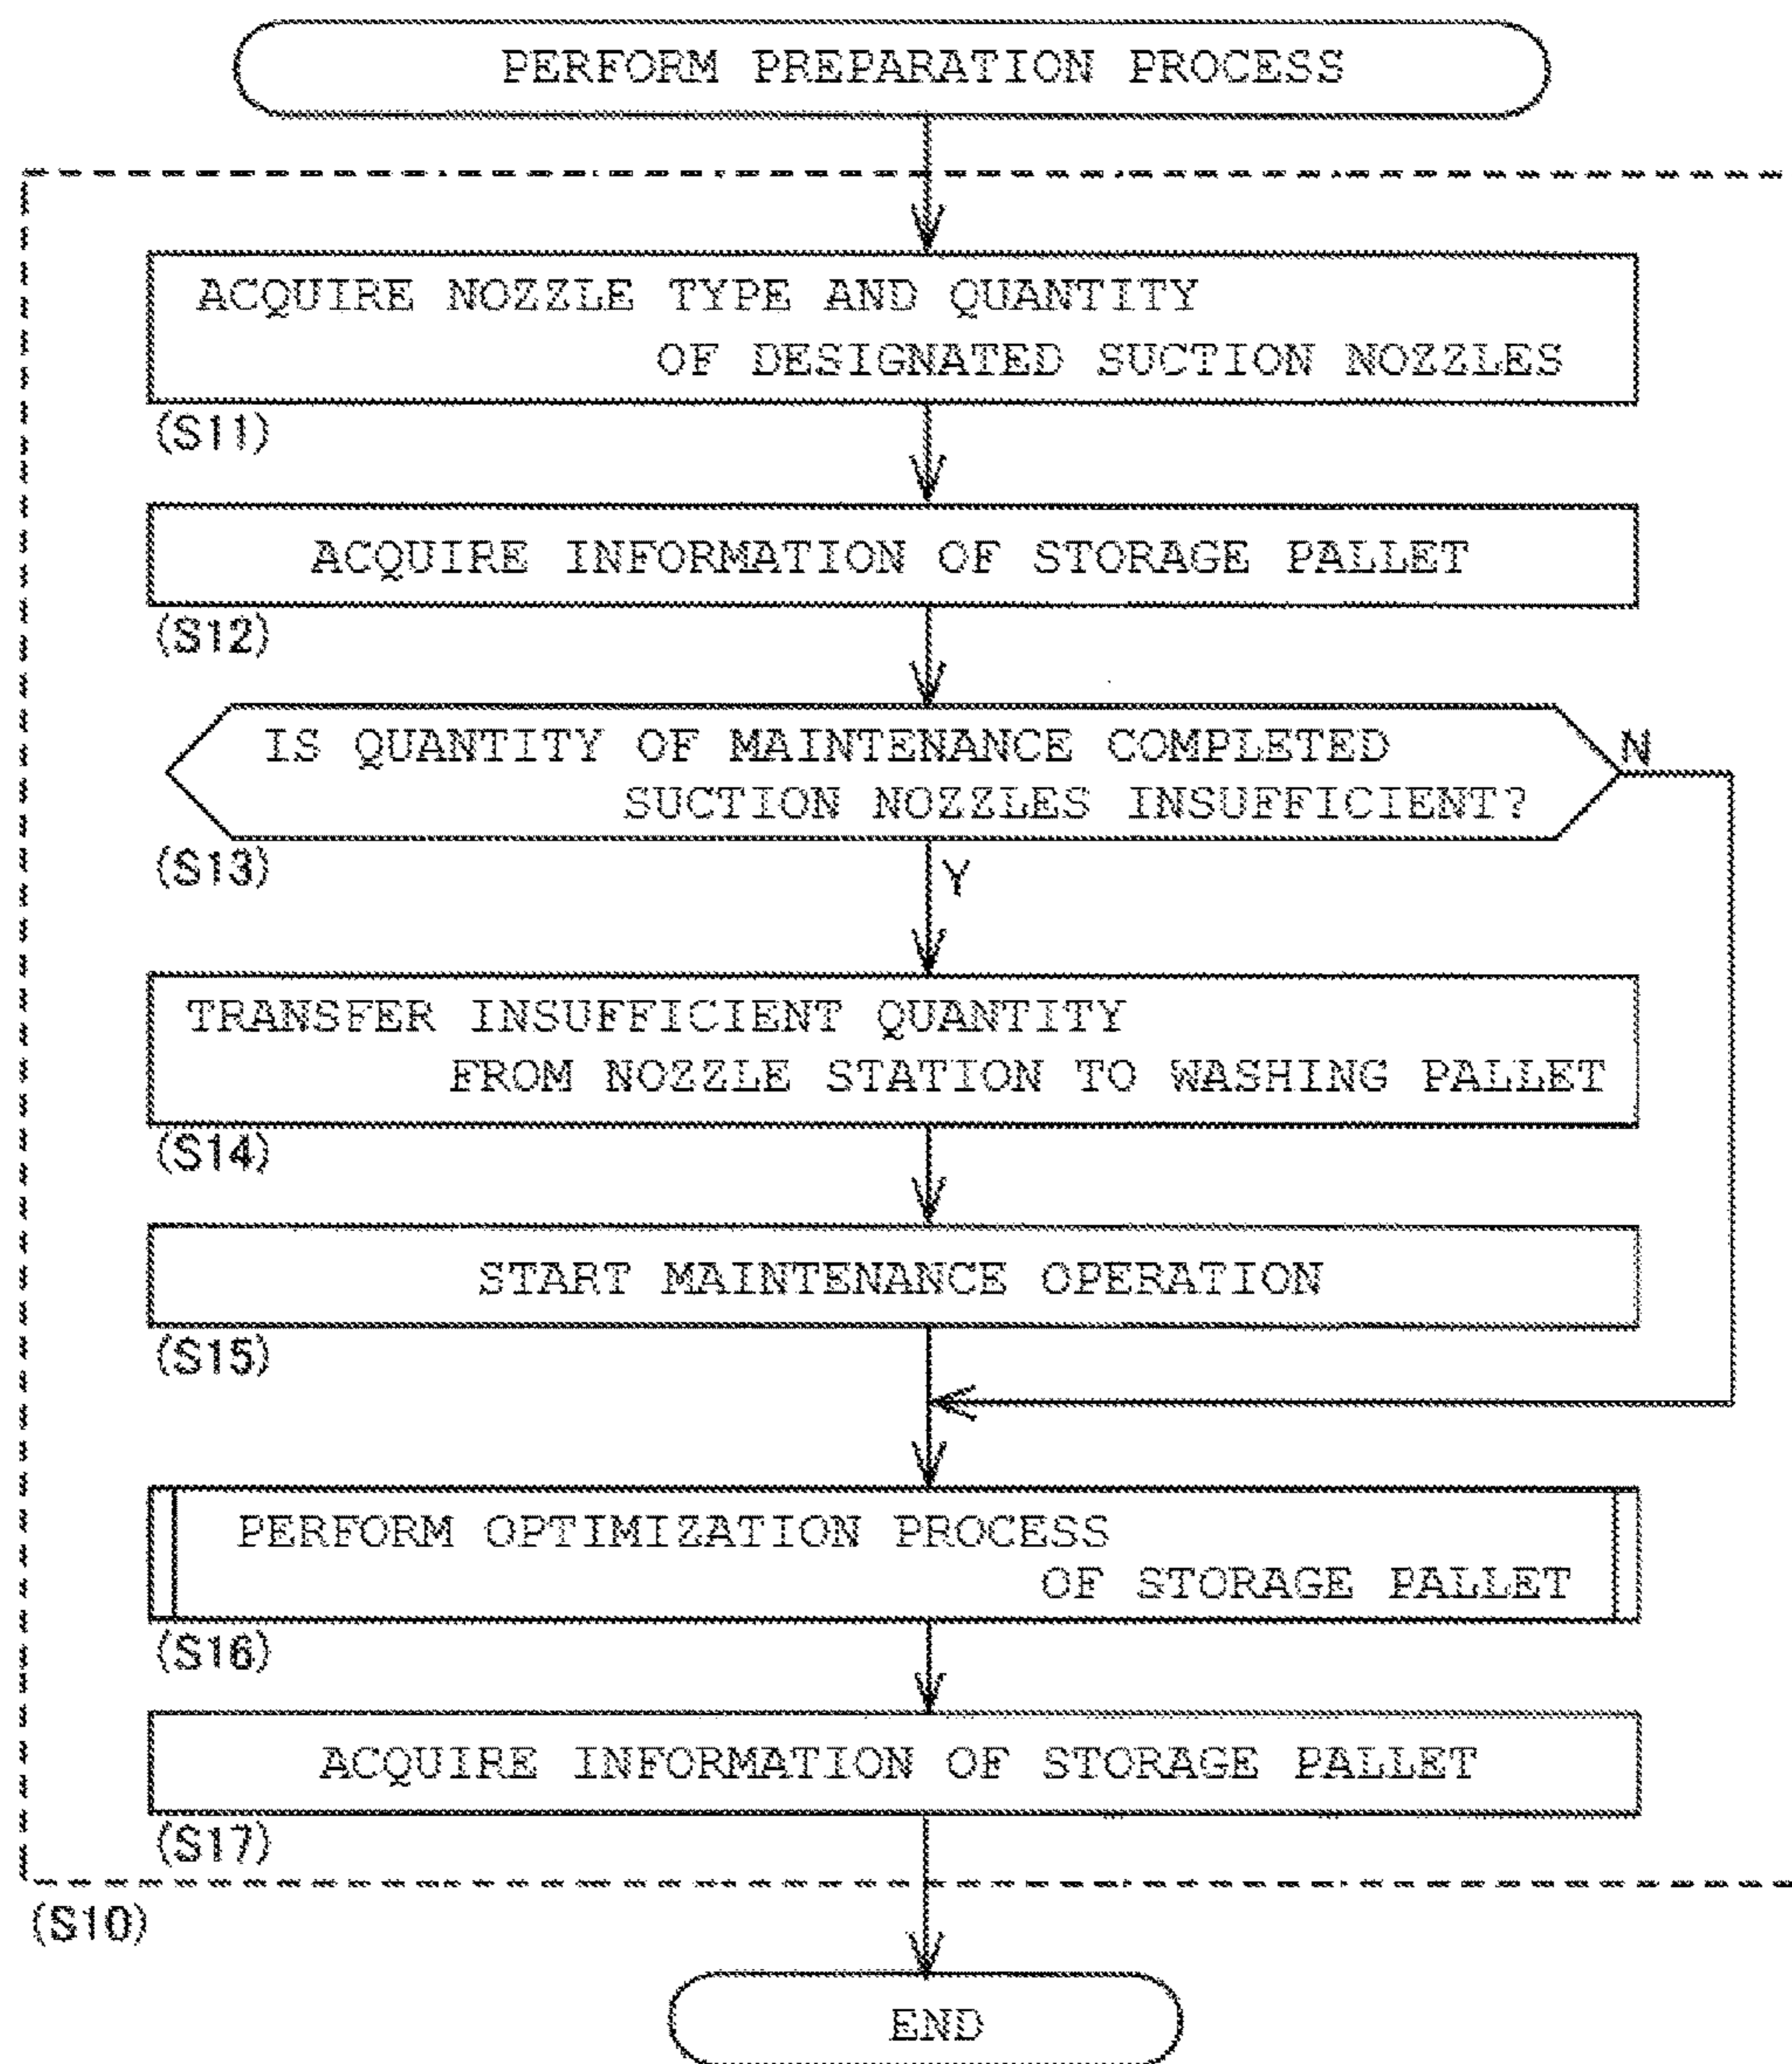 PERFORM PREPARATION PROCESS
ACQUIRE NOZZLE TYPE AND QUANTITY
OF DESIGNATED SUCTION NOZZLES
(S11)
ACQUIRE INFORMATION OF STORAGE PALLET
(S12)
IS QUANTITY OF MAINTENANCE COMPLETED
SUCTION NOZZLES INSUFFICIENT?
N
(S13)
Y
TRANSFER INSUFFICIENT QUANTITY
FROM NOZZLE STATION TO WASHING PALLET
(S14)
START MAINTENANCE OPERATION
(S15)
PERFORM OPTIMIZATION PROCESS
OF STORAGE PALLET
(S16)
ACQUIRE INFORMATION OF STORAGE PALLET
(S17)
(S10)
END